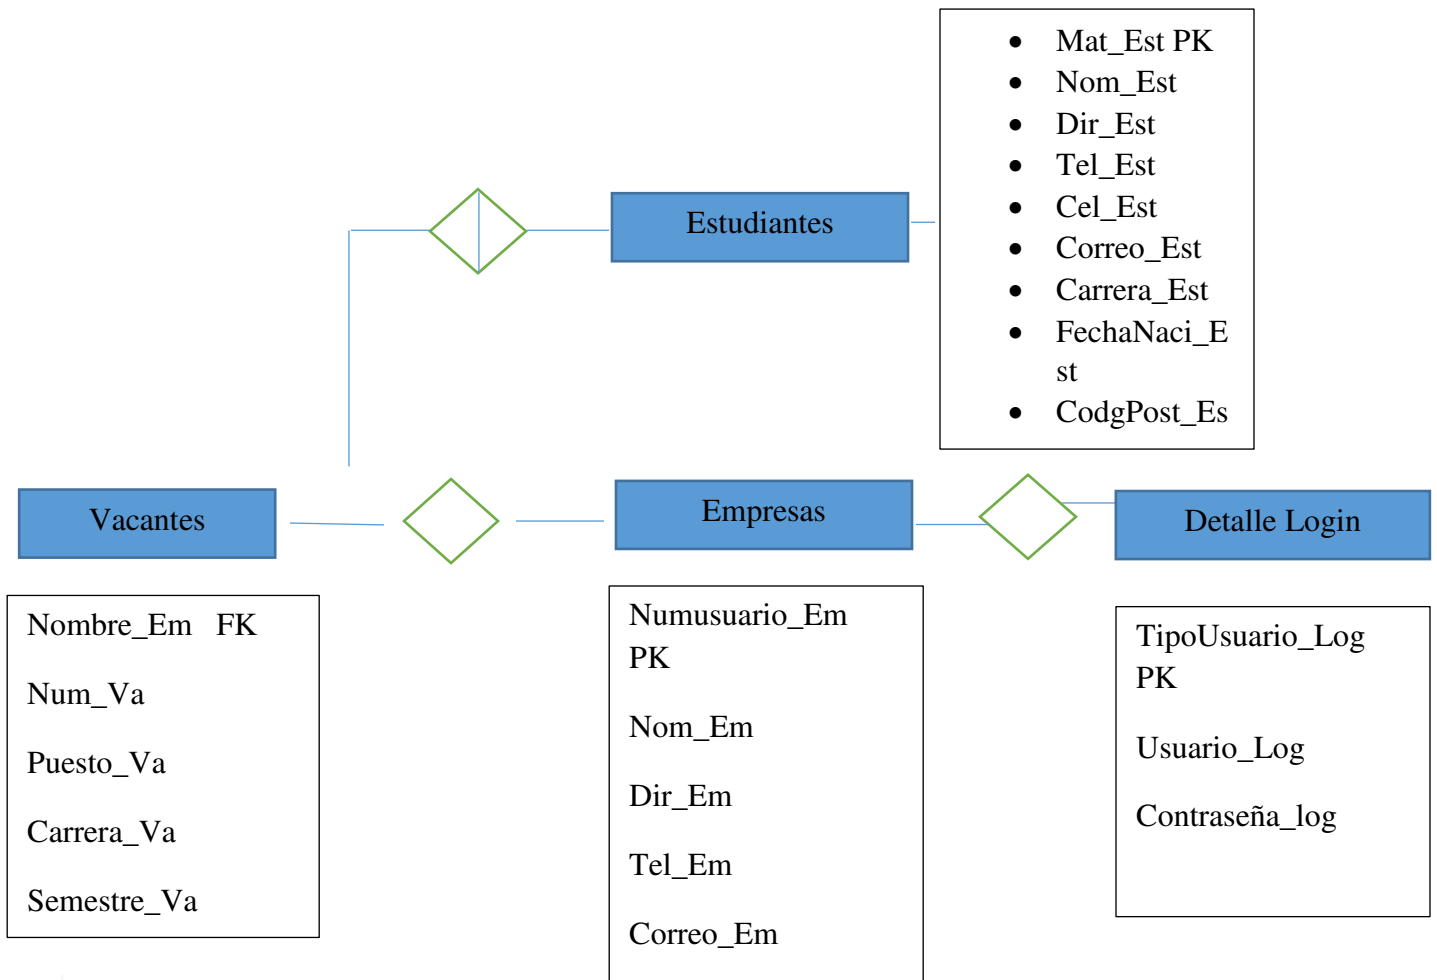 Mat_Est PK
Nom_Est
Dir_Est
Tel_Est
Cel_Est
Correo_Est
Carrera_Est
FechaNaci_E
st
CodgPost_Es
Estudiantes
Vacantes
Empresas
Detalle Login
Nombre_Em FK
Num_Va
Puesto_Va
Carrera_Va
Semestre_Va
Numusuario_Em
PK
Nom_Em
Dir_Em
Tel_Em
Correo_Em
TipoUsuario_Log
PK
Usuario_Log
Contraseña_log